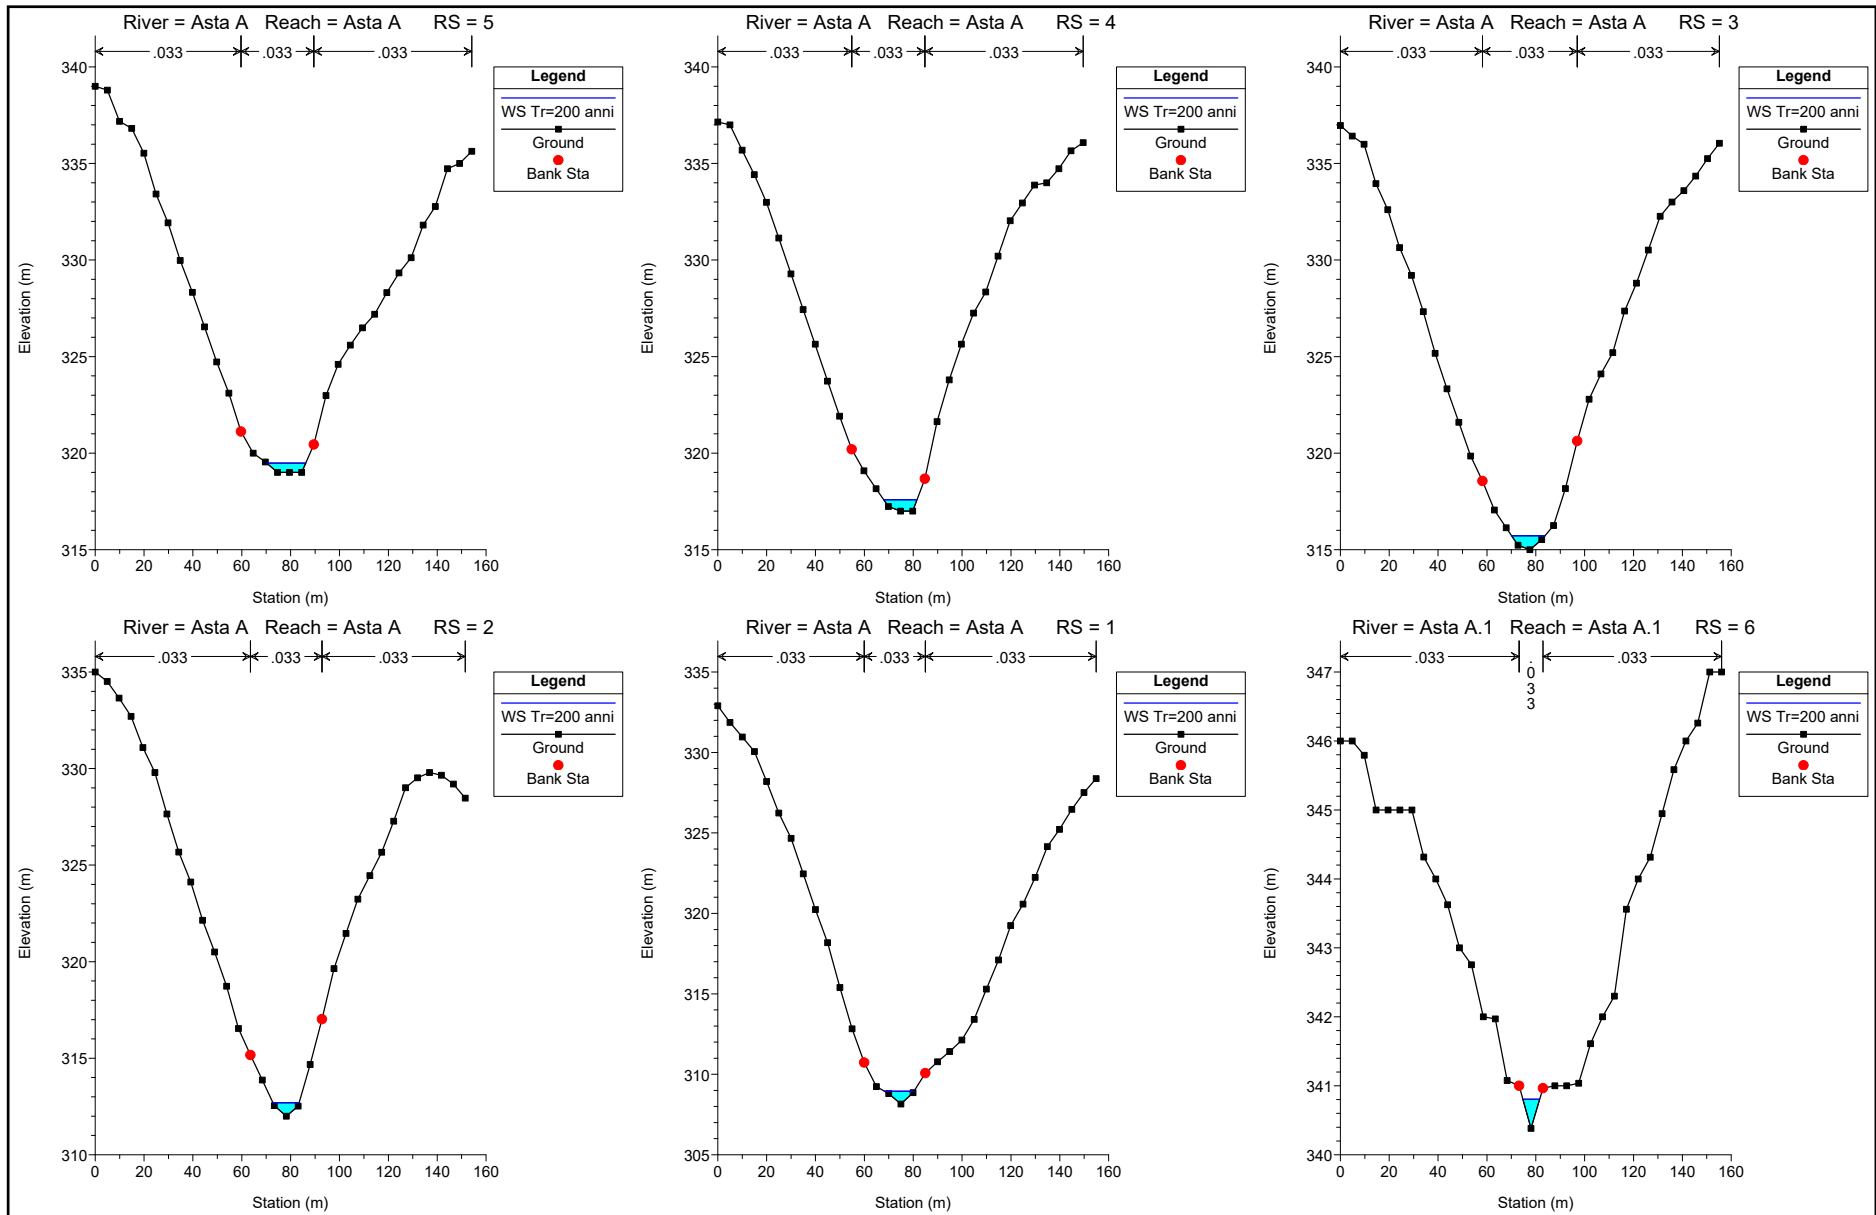 River = Asta A Reach = Asta A RS = 5
.033 .033 .033
Legend
WS Tr=200 anni
Ground
Bank Sta
340
335
330
325
320
315
Elevation (m)
0 20 40 60 80 100 120 140 160
Station (m)
River = Asta A Reach = Asta A RS = 4
.033 .033 .033
Legend
WS Tr=200 anni
Ground
Bank Sta
340
335
330
325
320
315
Elevation (m)
0 20 40 60 80 100 120 140 160
Station (m)
River = Asta A Reach = Asta A RS = 3
.033 .033 .033
Legend
WS Tr=200 anni
Ground
Bank Sta
340
335
330
325
320
315
Elevation (m)
0 20 40 60 80 100 120 140 160
Station (m)
River = Asta A Reach = Asta A RS = 2
.033 .033 .033
Legend
WS Tr=200 anni
Ground
Bank Sta
335
330
325
320
315
310
Elevation (m)
0 20 40 60 80 100 120 140 160
Station (m)
River = Asta A Reach = Asta A RS = 1
.033 .033 .033
Legend
WS Tr=200 anni
Ground
Bank Sta
335
330
325
320
315
310
305
Elevation (m)
0 20 40 60 80 100 120 140 160
Station (m)
River = Asta A.1 Reach = Asta A.1 RS = 6
.033 .033 .033
Legend
WS Tr=200 anni
Ground
Bank Sta
347
346
345
344
343
342
341
340
Elevation (m)
0 20 40 60 80 100 120 140 160
Station (m)